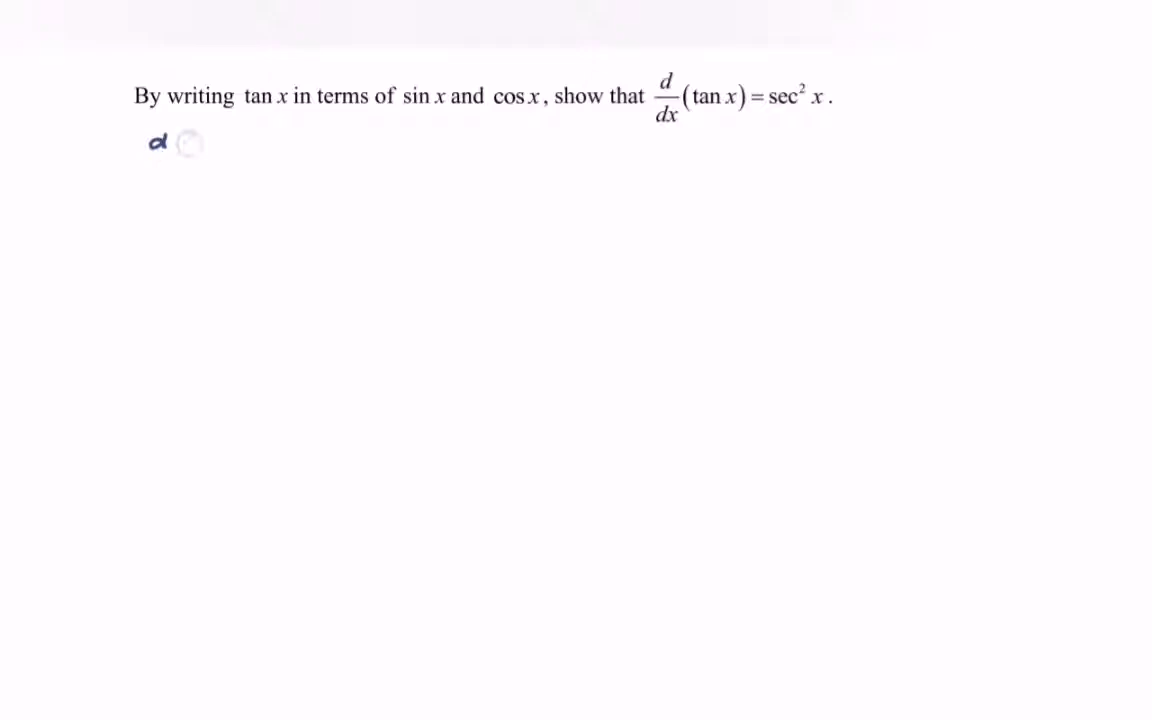 By writing tan x in terms of sin x and cos x, show that d/dx (tan x) = sec² x.
d